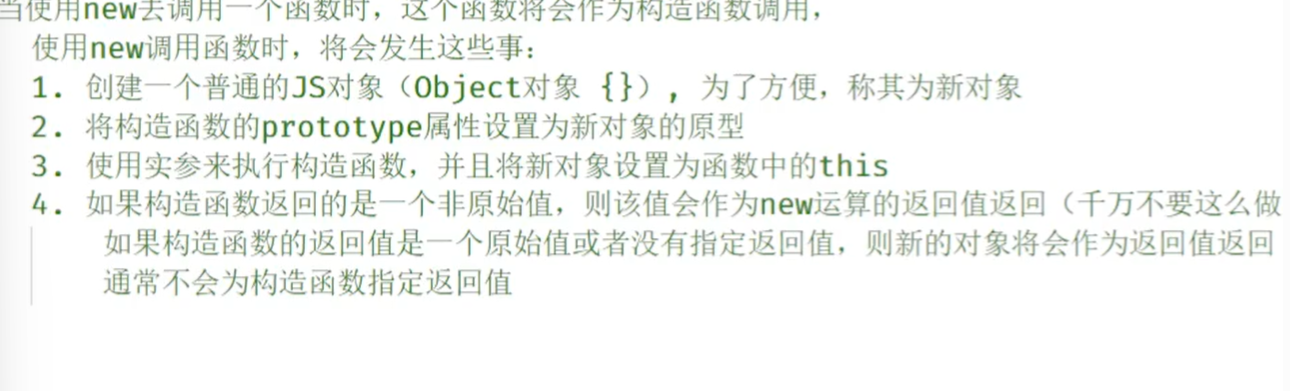 当使用new去调用一个函数时，这个函数将会作为构造函数调用，
使用new调用函数时，将会发生这些事：
1. 创建一个普通的JS对象（Object对象 {}）, 为了方便，称其为新对象
2. 将构造函数的prototype属性设置为新对象的原型
3. 使用实参来执行构造函数，并且将新对象设置为函数中的this
4. 如果构造函数返回的是一个非原始值，则该值会作为new运算的返回值返回（千万不要这么做
如果构造函数的返回值是一个原始值或者没有指定返回值，则新的对象将会作为返回值返回
通常不会为构造函数指定返回值